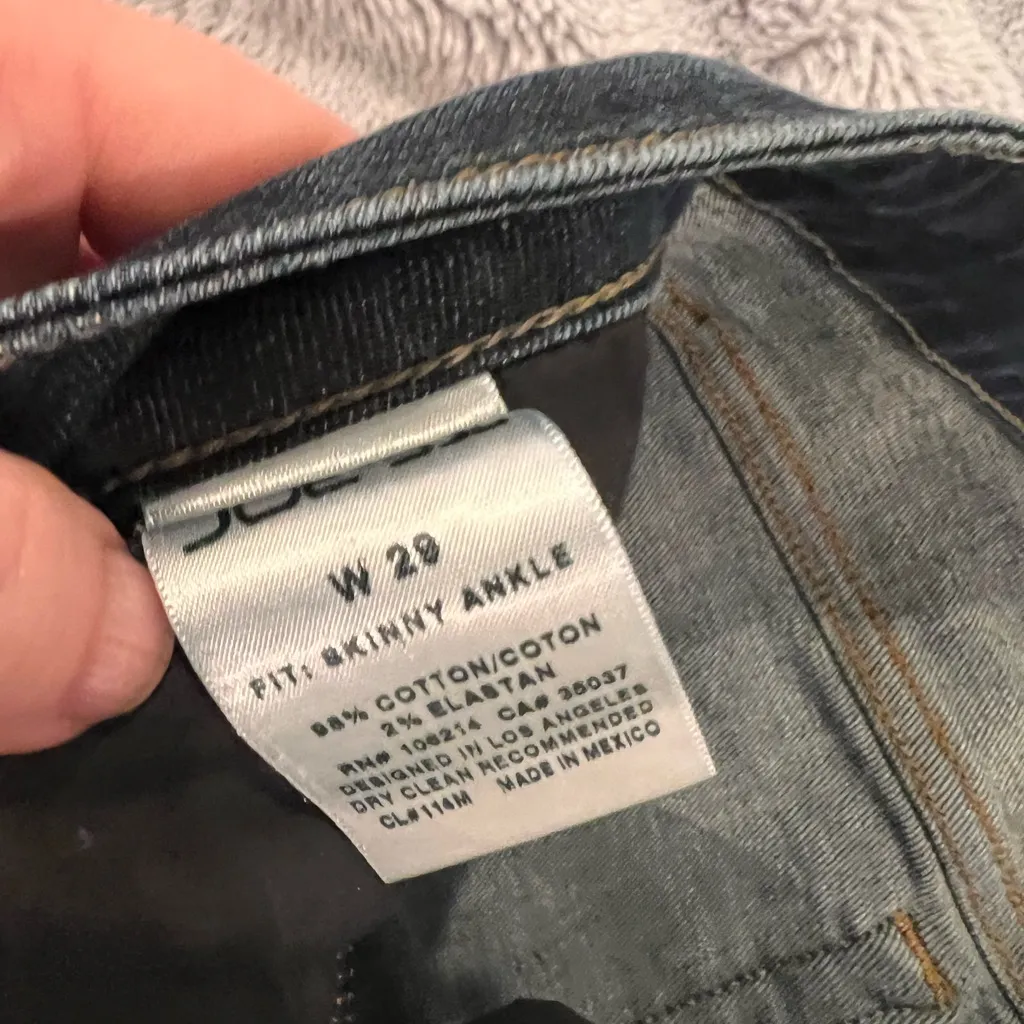 W 29
FIT: SKINNY ANKLE
98% COTTON/COTON
2% ELASTAN
RN# 106214 CA# 36037
DESIGNED IN LOS ANGELES
DRY CLEAN RECOMMENDED
CL#114M MADE IN MEXICO